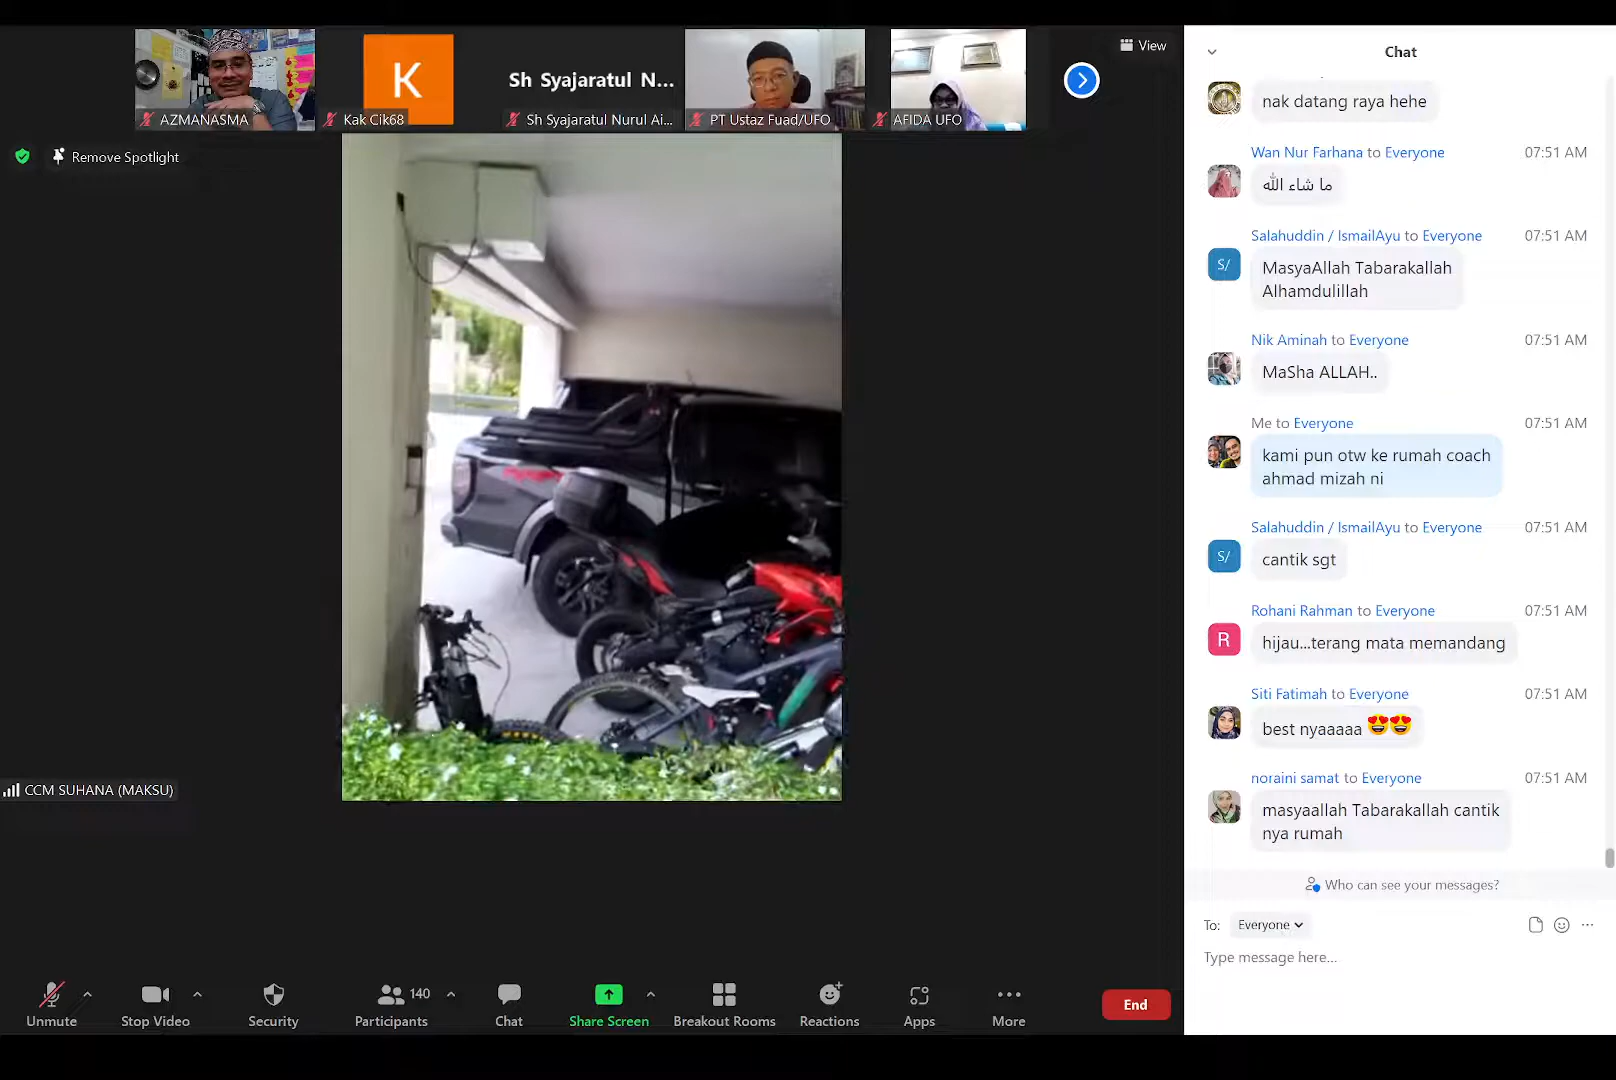 AZMANASMA
K
Kak Cik68
Sh Syajaratul N...
Sh Syajaratul Nurul Ai...
PT Ustaz Fuad/UFO
AFIDA UFO
View
Remove Spotlight
CCM SUHANA (MAKSU)
Unmute
Stop Video
Security
140
Participants
Chat
Share Screen
Breakout Rooms
Reactions
Apps
More
End
Chat
nak datang raya hehe
Wan Nur Farhana to Everyone 07:51 AM
ما شاء الله
Salahuddin / IsmailAyu to Everyone 07:51 AM
S/
MasyaAllah Tabarakallah
Alhamdulillah
Nik Aminah to Everyone 07:51 AM
MaSha ALLAH..
Me to Everyone 07:51 AM
kami pun otw ke rumah coach
ahmad mizah ni
Salahuddin / IsmailAyu to Everyone 07:51 AM
S/
cantik sgt
Rohani Rahman to Everyone 07:51 AM
R
hijau...terang mata memandang
Siti Fatimah to Everyone 07:51 AM
best nyaaaaa 😍😍
noraini samat to Everyone 07:51 AM
masyaallah Tabarakallah cantik
nya rumah
Who can see your messages?
To: Everyone
Type message here...